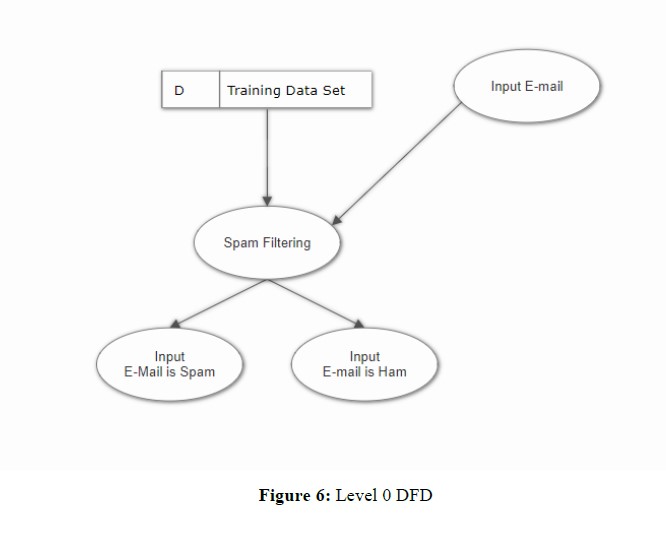 D Training Data Set
Input E-mail
Spam Filtering
Input
E-Mail is Spam
Input
E-mail is Ham
Figure 6: Level 0 DFD